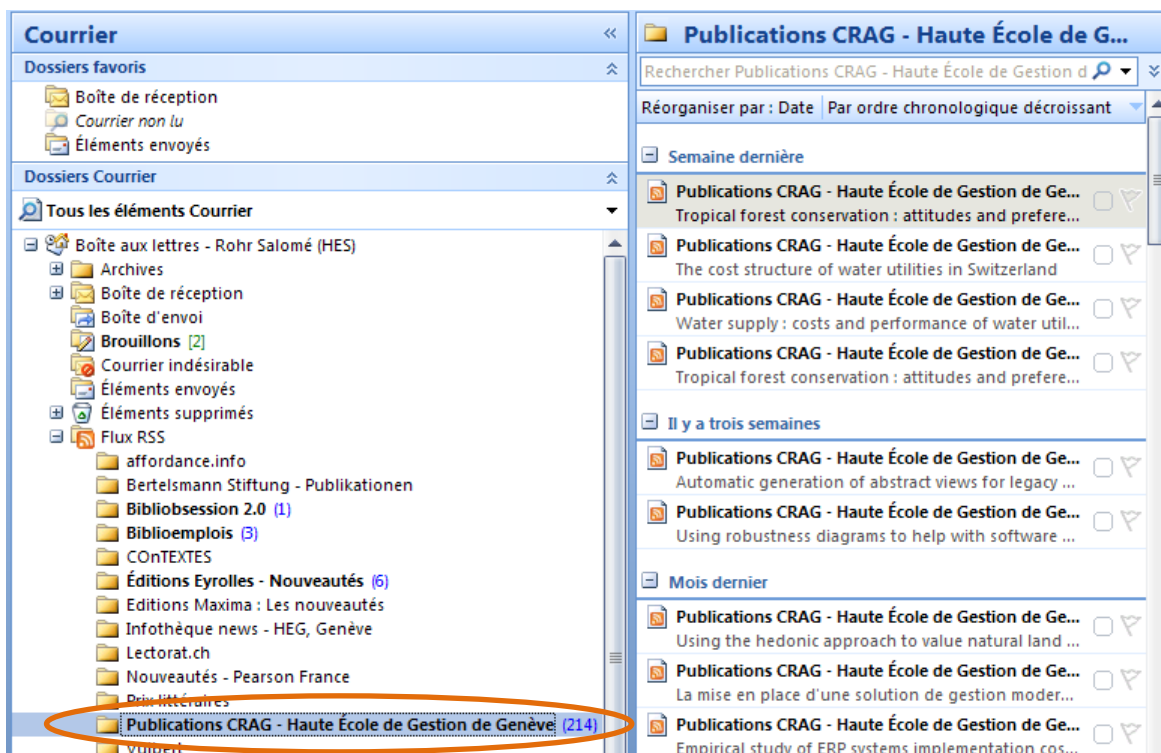 Courrier
Dossiers favoris
Boîte de réception
Courrier non lu
Éléments envoyés
Dossiers Courrier
Tous les éléments Courrier
Boîte aux lettres - Rohr Salomé (HES)
Archives
Boîte de réception
Boîte d'envoi
Brouillons [2]
Courrier indésirable
Éléments envoyés
Éléments supprimés
Flux RSS
affordance.info
Bertelsmann Stiftung - Publikationen
Bibliobsession 2.0 (1)
Biblioemplois (3)
COnTEXTES
Éditions Eyrolles - Nouveautés (6)
Editions Maxima : Les nouveautés
Infothèque news - HEG, Genève
Lectorat.ch
Nouveautés - Pearson France
Prix littéraires
Publications CRAG - Haute École de Gestion de Genève (214)
Publications CRAG - Haute École de G...
Rechercher Publications CRAG - Haute École de Gestion d
Réorganiser par : Date Par ordre chronologique décroissant
Semaine dernière
Publications CRAG - Haute École de Gestion de Ge...
Tropical forest conservation : attitudes and prefere...
Publications CRAG - Haute École de Gestion de Ge...
The cost structure of water utilities in Switzerland
Publications CRAG - Haute École de Gestion de Ge...
Water supply : costs and performance of water util...
Publications CRAG - Haute École de Gestion de Ge...
Tropical forest conservation : attitudes and prefere...
Il y a trois semaines
Publications CRAG - Haute École de Gestion de Ge...
Automatic generation of abstract views for legacy ...
Publications CRAG - Haute École de Gestion de Ge...
Using robustness diagrams to help with software ...
Mois dernier
Publications CRAG - Haute École de Gestion de Ge...
Using the hedonic approach to value natural land ...
Publications CRAG - Haute École de Gestion de Ge...
La mise en place d'une solution de gestion moder...
Publications CRAG - Haute École de Gestion de Ge...
Empirical study of ERP systems implementation cos...